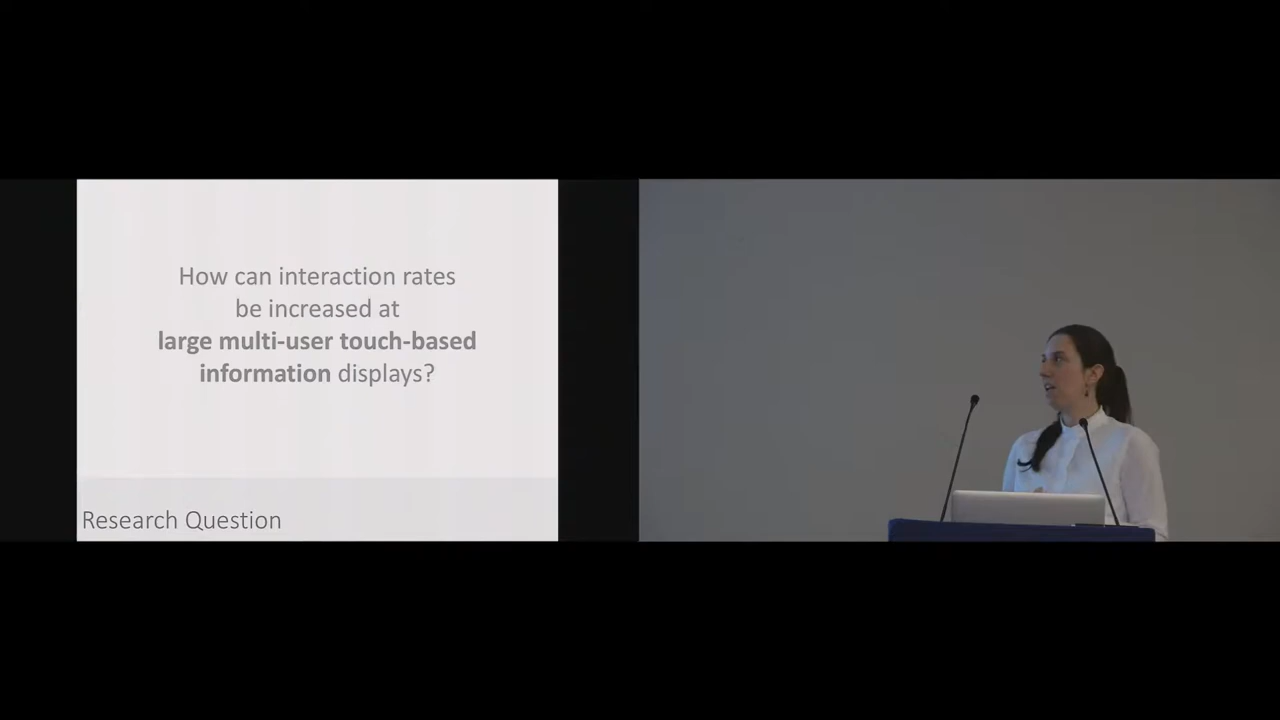 How can interaction rates
be increased at
large multi-user touch-based
information displays?
Research Question